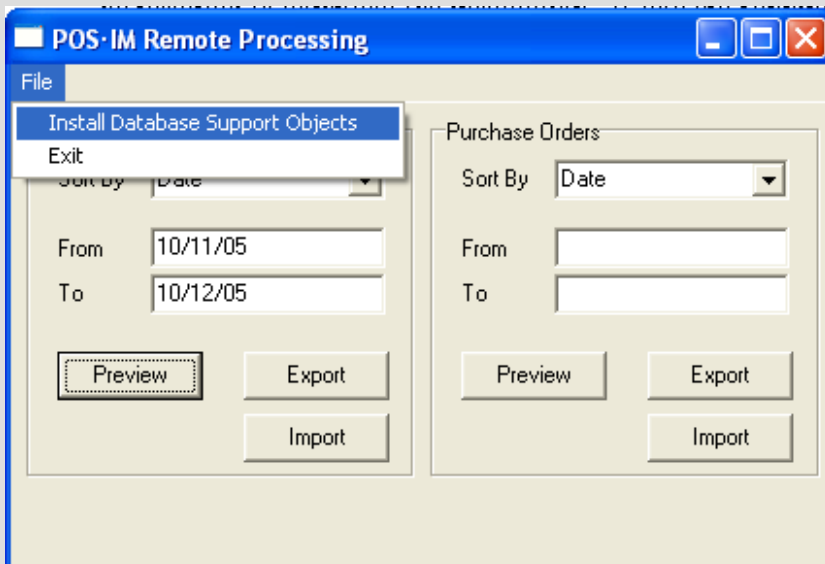 POS·IM Remote Processing
File
Install Database Support Objects
Exit
Purchase Orders
Sort By Date
Sort By Date
From 10/11/05
From
To 10/12/05
To
Preview Export
Preview Export
Import
Import